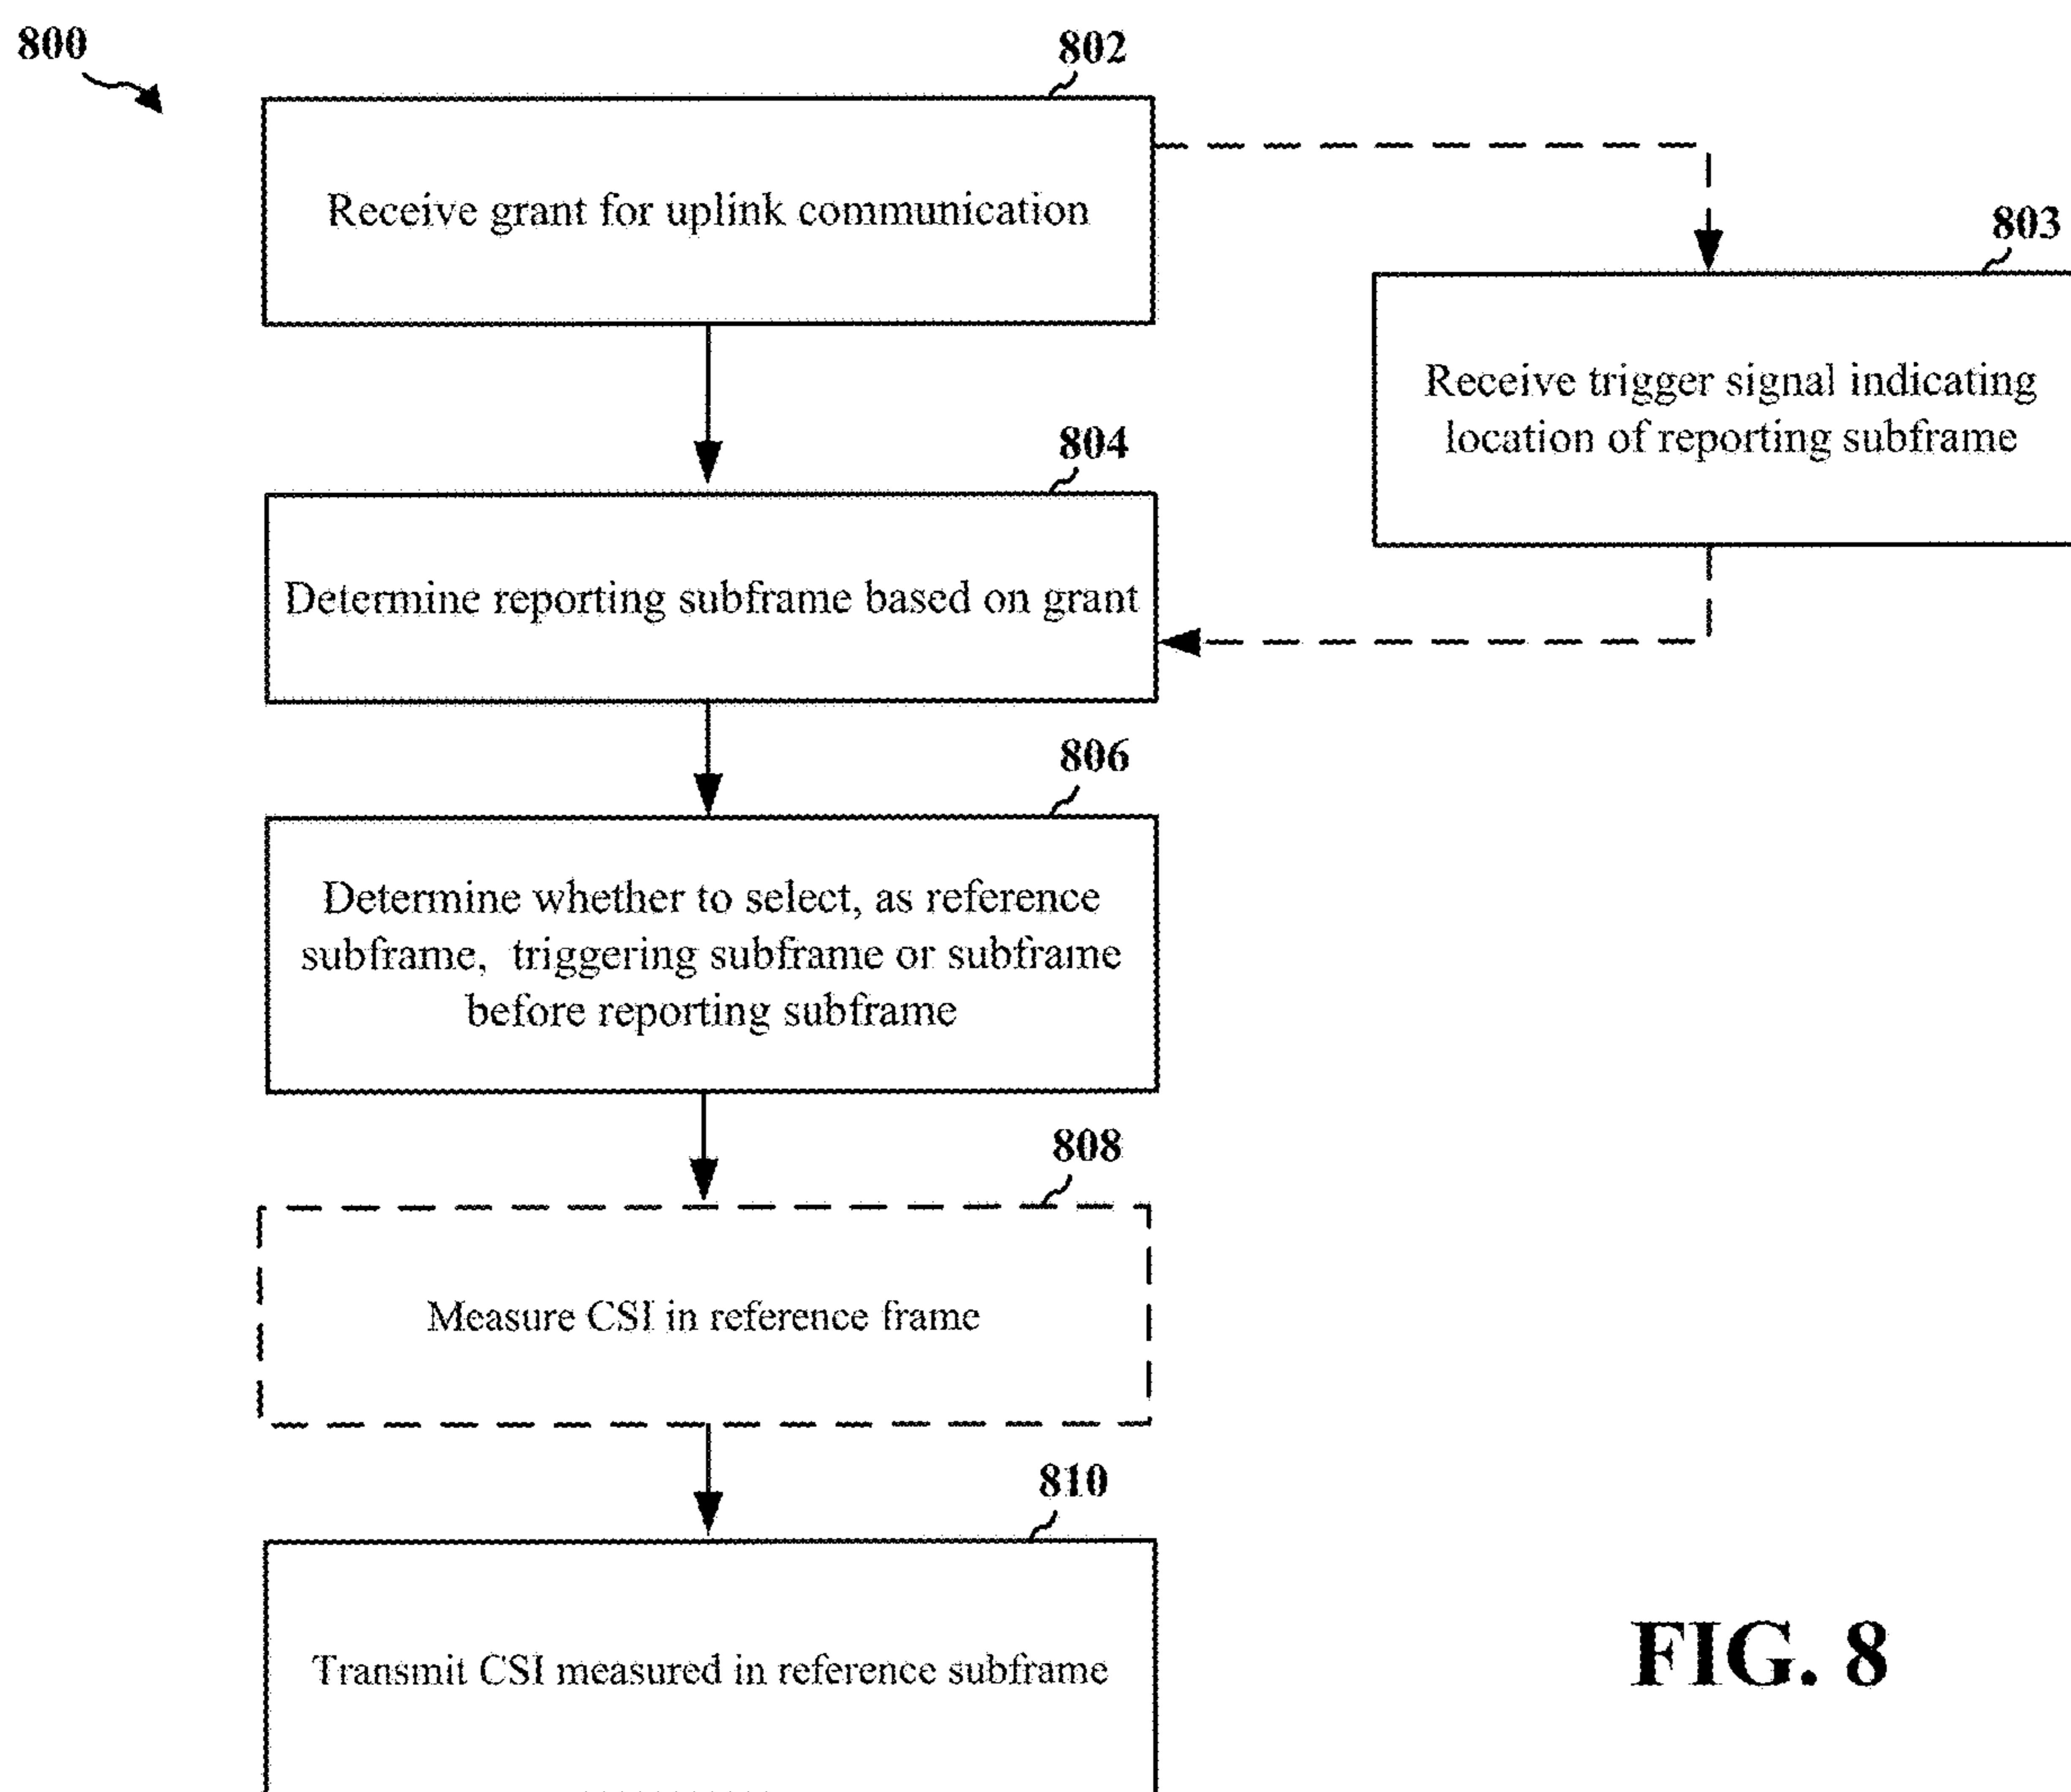 800
802
Receive grant for uplink communication
803
Receive trigger signal indicating
location of reporting subframe
804
Determine reporting subframe based on grant
806
Determine whether to select, as reference
subframe, triggering subframe or subframe
before reporting subframe
808
Measure CSI in reference frame
810
Transmit CSI measured in reference subframe
FIG. 8